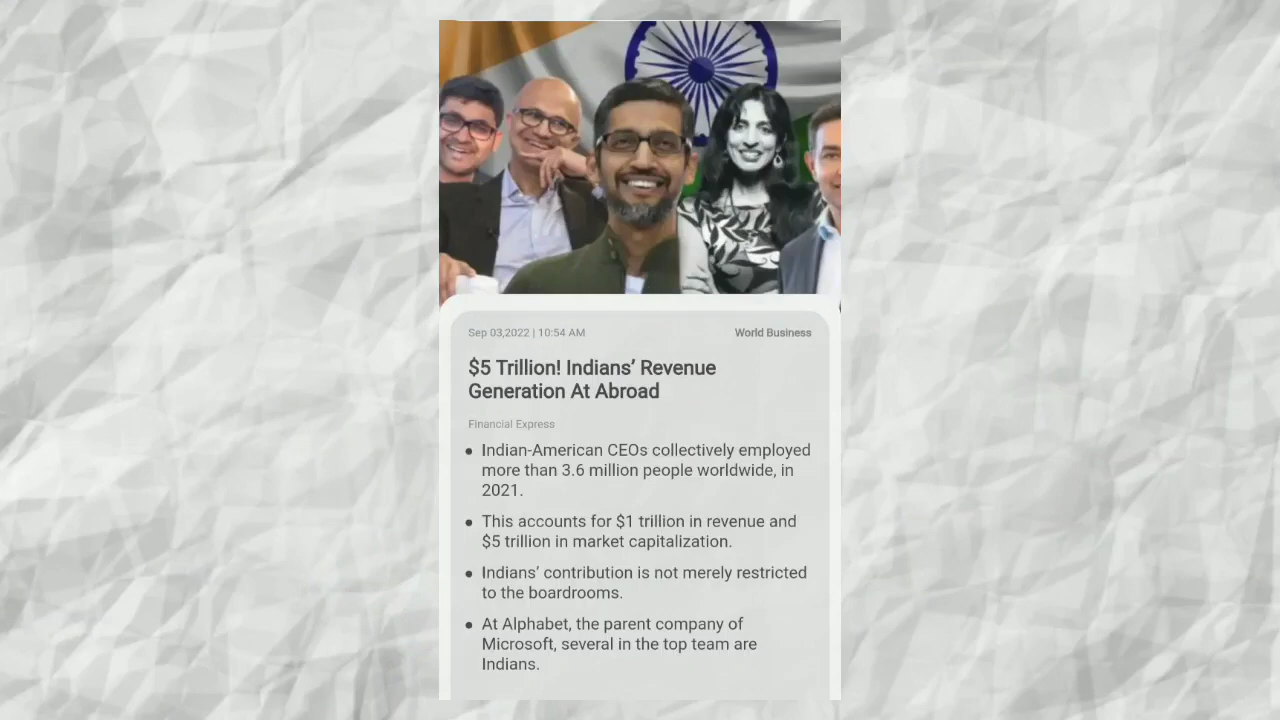 Sep 03,2022 | 10:54 AM
World Business
$5 Trillion! Indians’ Revenue
Generation At Abroad
Financial Express
• Indian-American CEOs collectively employed
more than 3.6 million people worldwide, in
2021.
• This accounts for $1 trillion in revenue and
$5 trillion in market capitalization.
• Indians’ contribution is not merely restricted
to the boardrooms.
• At Alphabet, the parent company of
Microsoft, several in the top team are
Indians.